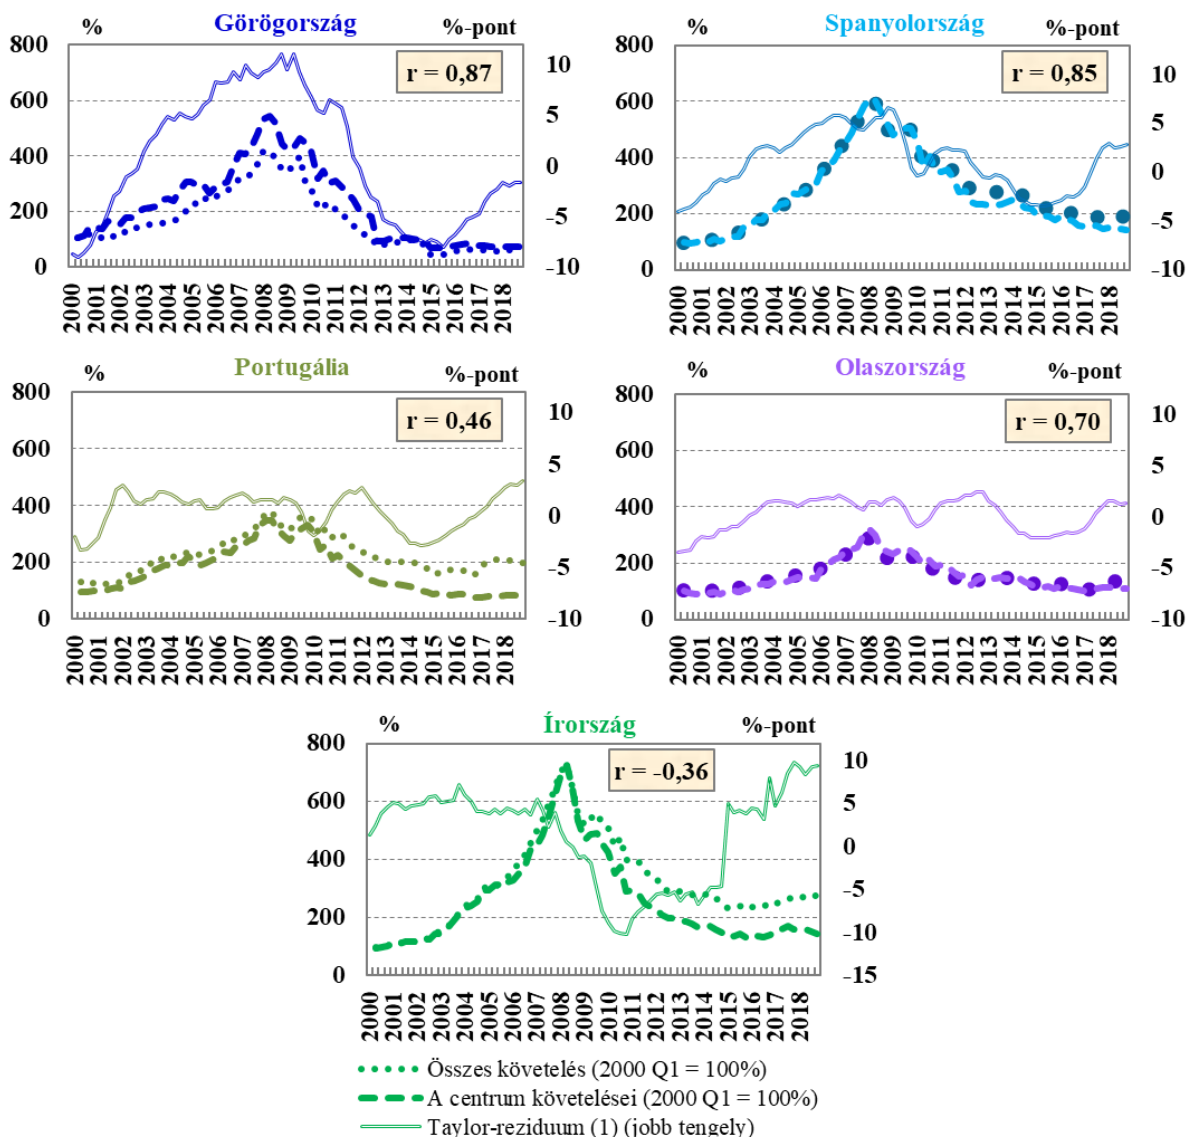 Görögország
% %-pont
r = 0,87
800 600 400 200 0
10 5 0 -5 -10
2000 2001 2002 2003 2004 2005 2006 2007 2008 2009 2010 2011 2012 2013 2014 2015 2016 2017 2018
Spanyolország
% %-pont
r = 0,85
800 600 400 200 0
10 5 0 -5 -10
2000 2001 2002 2003 2004 2005 2006 2007 2008 2009 2010 2011 2012 2013 2014 2015 2016 2017 2018
Portugália
% %-pont
r = 0,46
800 600 400 200 0
10 5 0 -5 -10
2000 2001 2002 2003 2004 2005 2006 2007 2008 2009 2010 2011 2012 2013 2014 2015 2016 2017 2018
Olaszország
% %-pont
r = 0,70
800 600 400 200 0
10 5 0 -5 -10
2000 2001 2002 2003 2004 2005 2006 2007 2008 2009 2010 2011 2012 2013 2014 2015 2016 2017 2018
Írország
% %-pont
r = -0,36
800 600 400 200 0
10 5 0 -5 -10 -15
2000 2001 2002 2003 2004 2005 2006 2007 2008 2009 2010 2011 2012 2013 2014 2015 2016 2017 2018
Összes követelés (2000 Q1 = 100%)
A centrum követelései (2000 Q1 = 100%)
Taylor-reziduum (1) (jobb tengely)